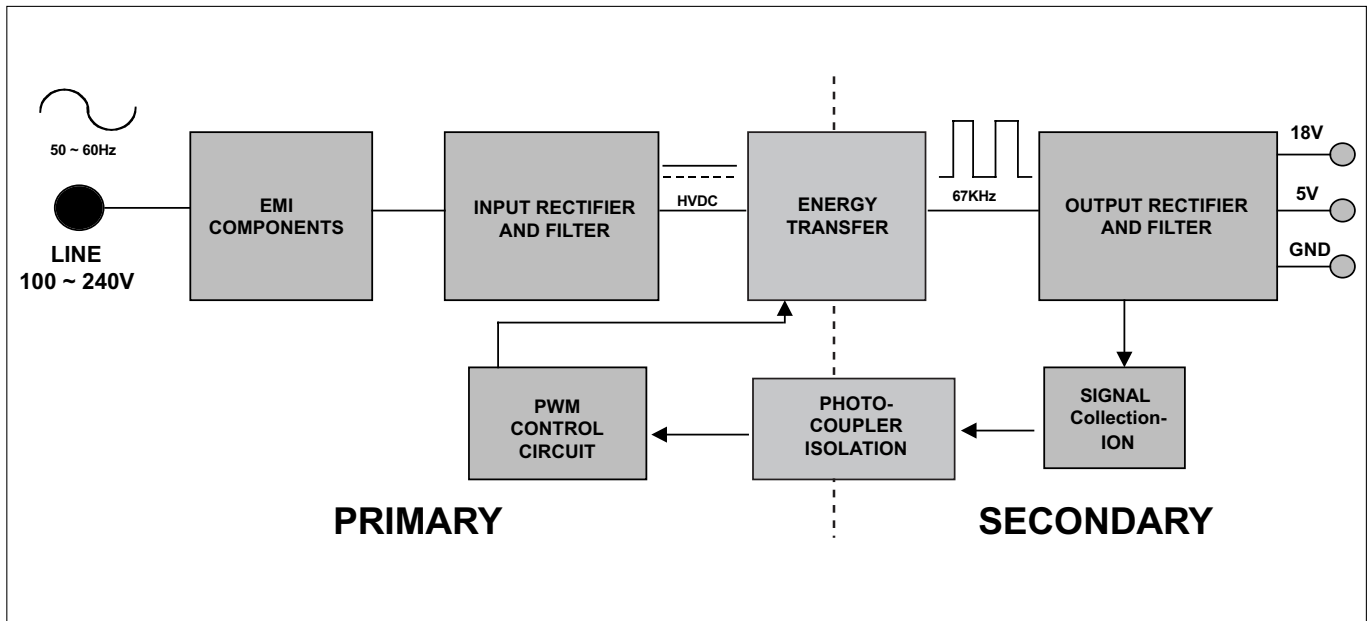 50 ~ 60Hz
LINE
100 ~ 240V
EMI
COMPONENTS
INPUT RECTIFIER
AND FILTER
HVDC
ENERGY
TRANSFER
67KHz
OUTPUT RECTIFIER
AND FILTER
18V
5V
GND
PWM
CONTROL
CIRCUIT
PHOTO-
COUPLER
ISOLATION
SIGNAL
Collection-
ION
PRIMARY
SECONDARY